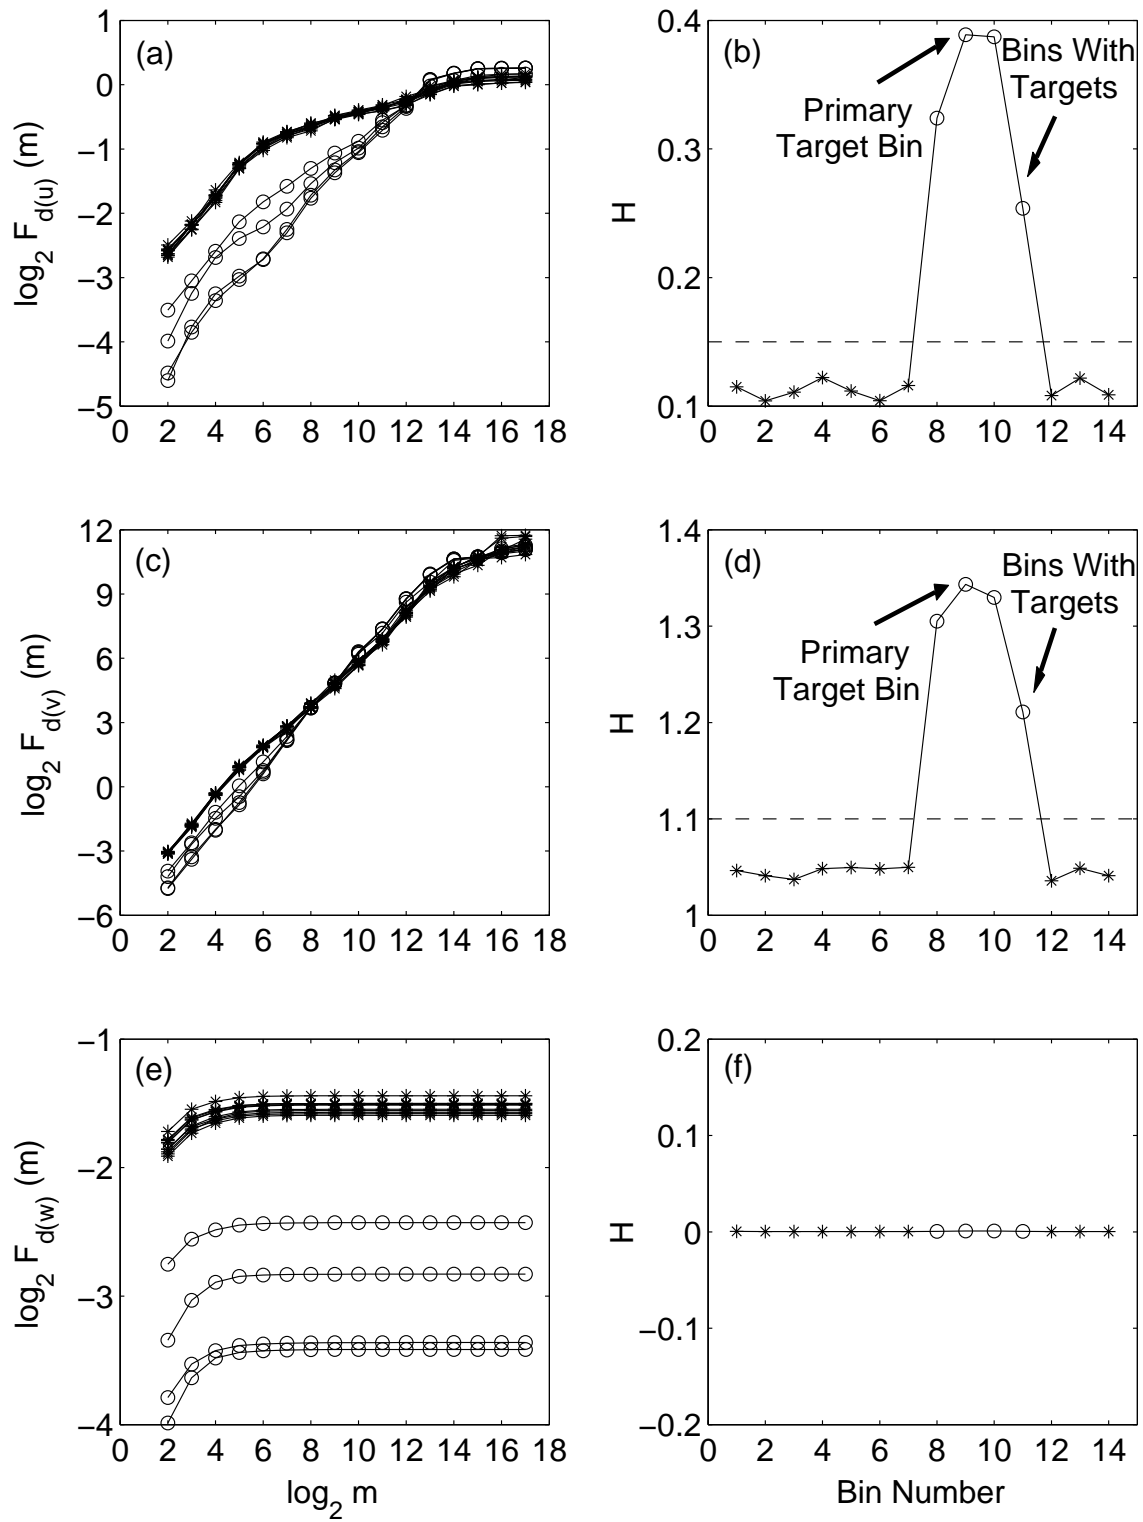 (a)
log2 Fd(u) (m)
1
0
−1
−2
−3
−4
−5
0 2 4 6 8 10 12 14 16 18
(b)
H
0.4
0.3
0.2
0.1
0 2 4 6 8 10 12 14
Primary
Target Bin
Bins With
Targets
(c)
log2 Fd(v) (m)
12
9
6
3
0
−3
−6
0 2 4 6 8 10 12 14 16 18
(d)
H
1.4
1.3
1.2
1.1
1
0 2 4 6 8 10 12 14
Primary
Target Bin
Bins With
Targets
(e)
log2 Fd(w) (m)
−1
−2
−3
−4
0 2 4 6 8 10 12 14 16 18
log2 m
(f)
H
0.2
0.1
0
−0.1
−0.2
0 2 4 6 8 10 12 14
Bin Number